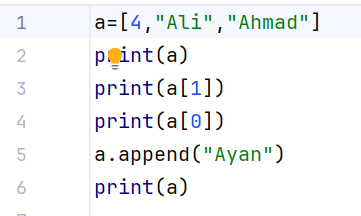 1 a=[4,"Ali","Ahmad"]
2 print(a)
3 print(a[1])
4 print(a[0])
5 a.append("Ayan")
6 print(a)